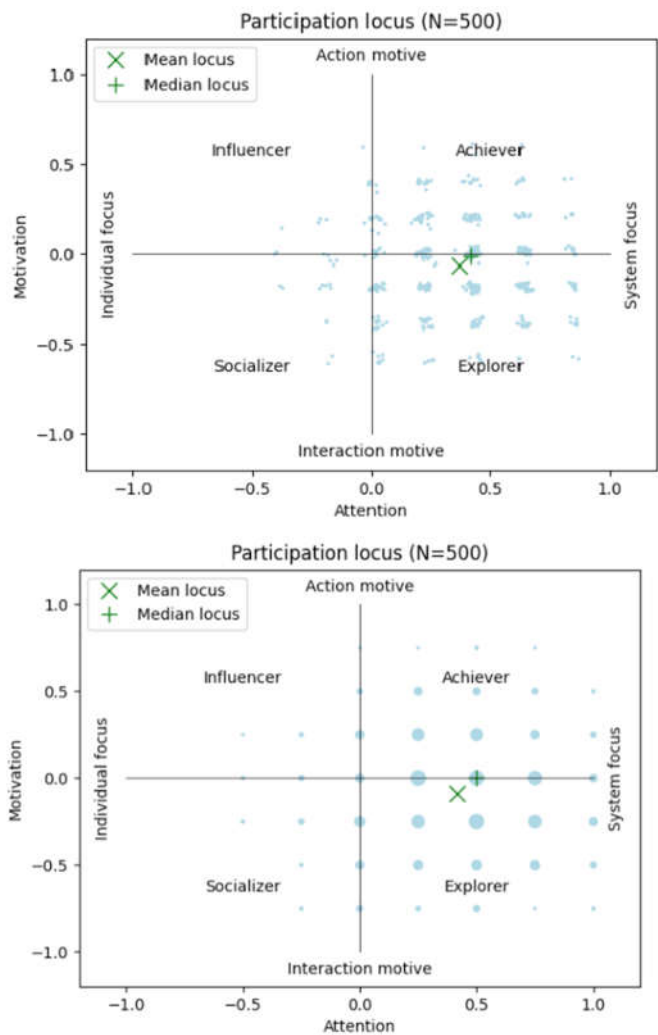 Participation locus (N=500)
Mean locus
Median locus
Action motive
Influencer
Achiever
Individual focus
System focus
Socializer
Explorer
Interaction motive
Motivation
1.0
0.5
0.0
−0.5
−1.0
−1.0
−0.5
0.0
0.5
1.0
Attention
Participation locus (N=500)
Mean locus
Median locus
Action motive
Influencer
Achiever
Individual focus
System focus
Socializer
Explorer
Interaction motive
Motivation
1.0
0.5
0.0
−0.5
−1.0
−1.0
−0.5
0.0
0.5
1.0
Attention